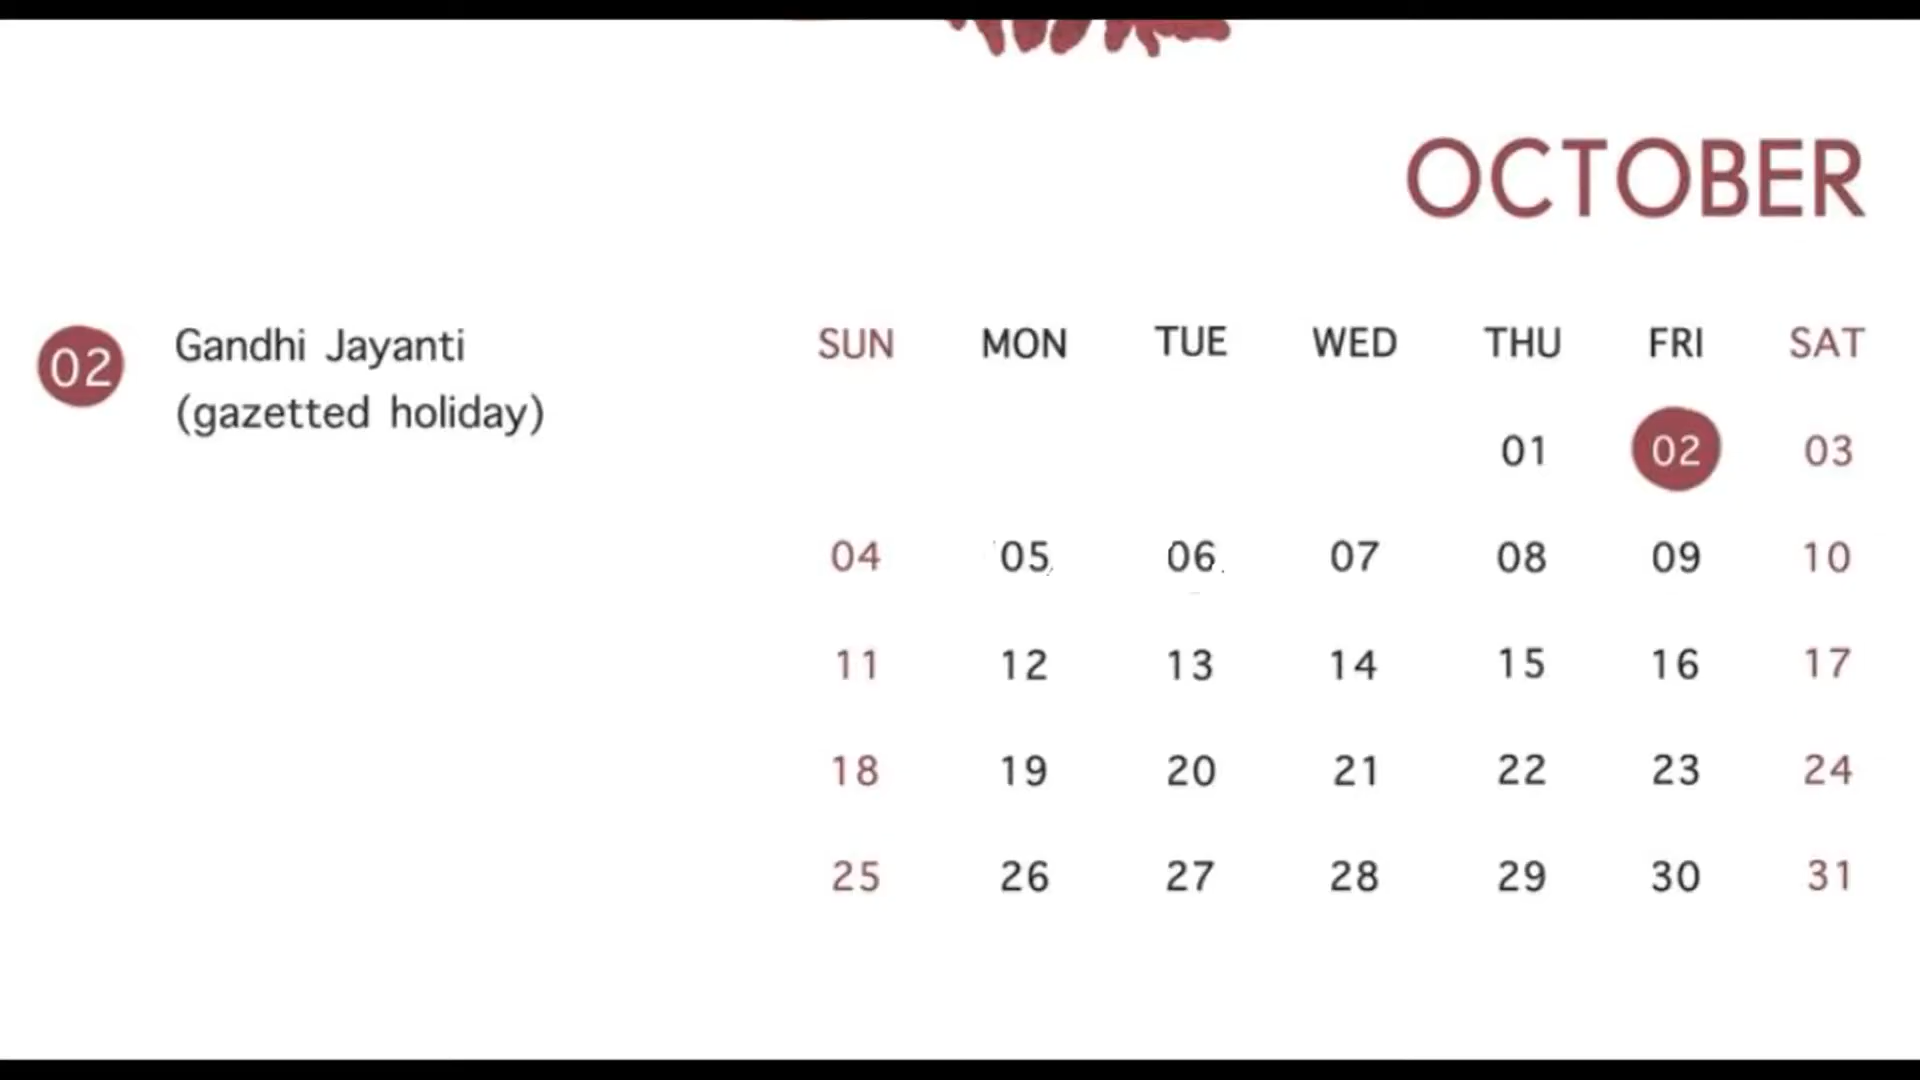 OCTOBER
02 Gandhi Jayanti
(gazetted holiday)
SUN MON TUE WED THU FRI SAT
01 02 03
04 05 06 07 08 09 10
11 12 13 14 15 16 17
18 19 20 21 22 23 24
25 26 27 28 29 30 31